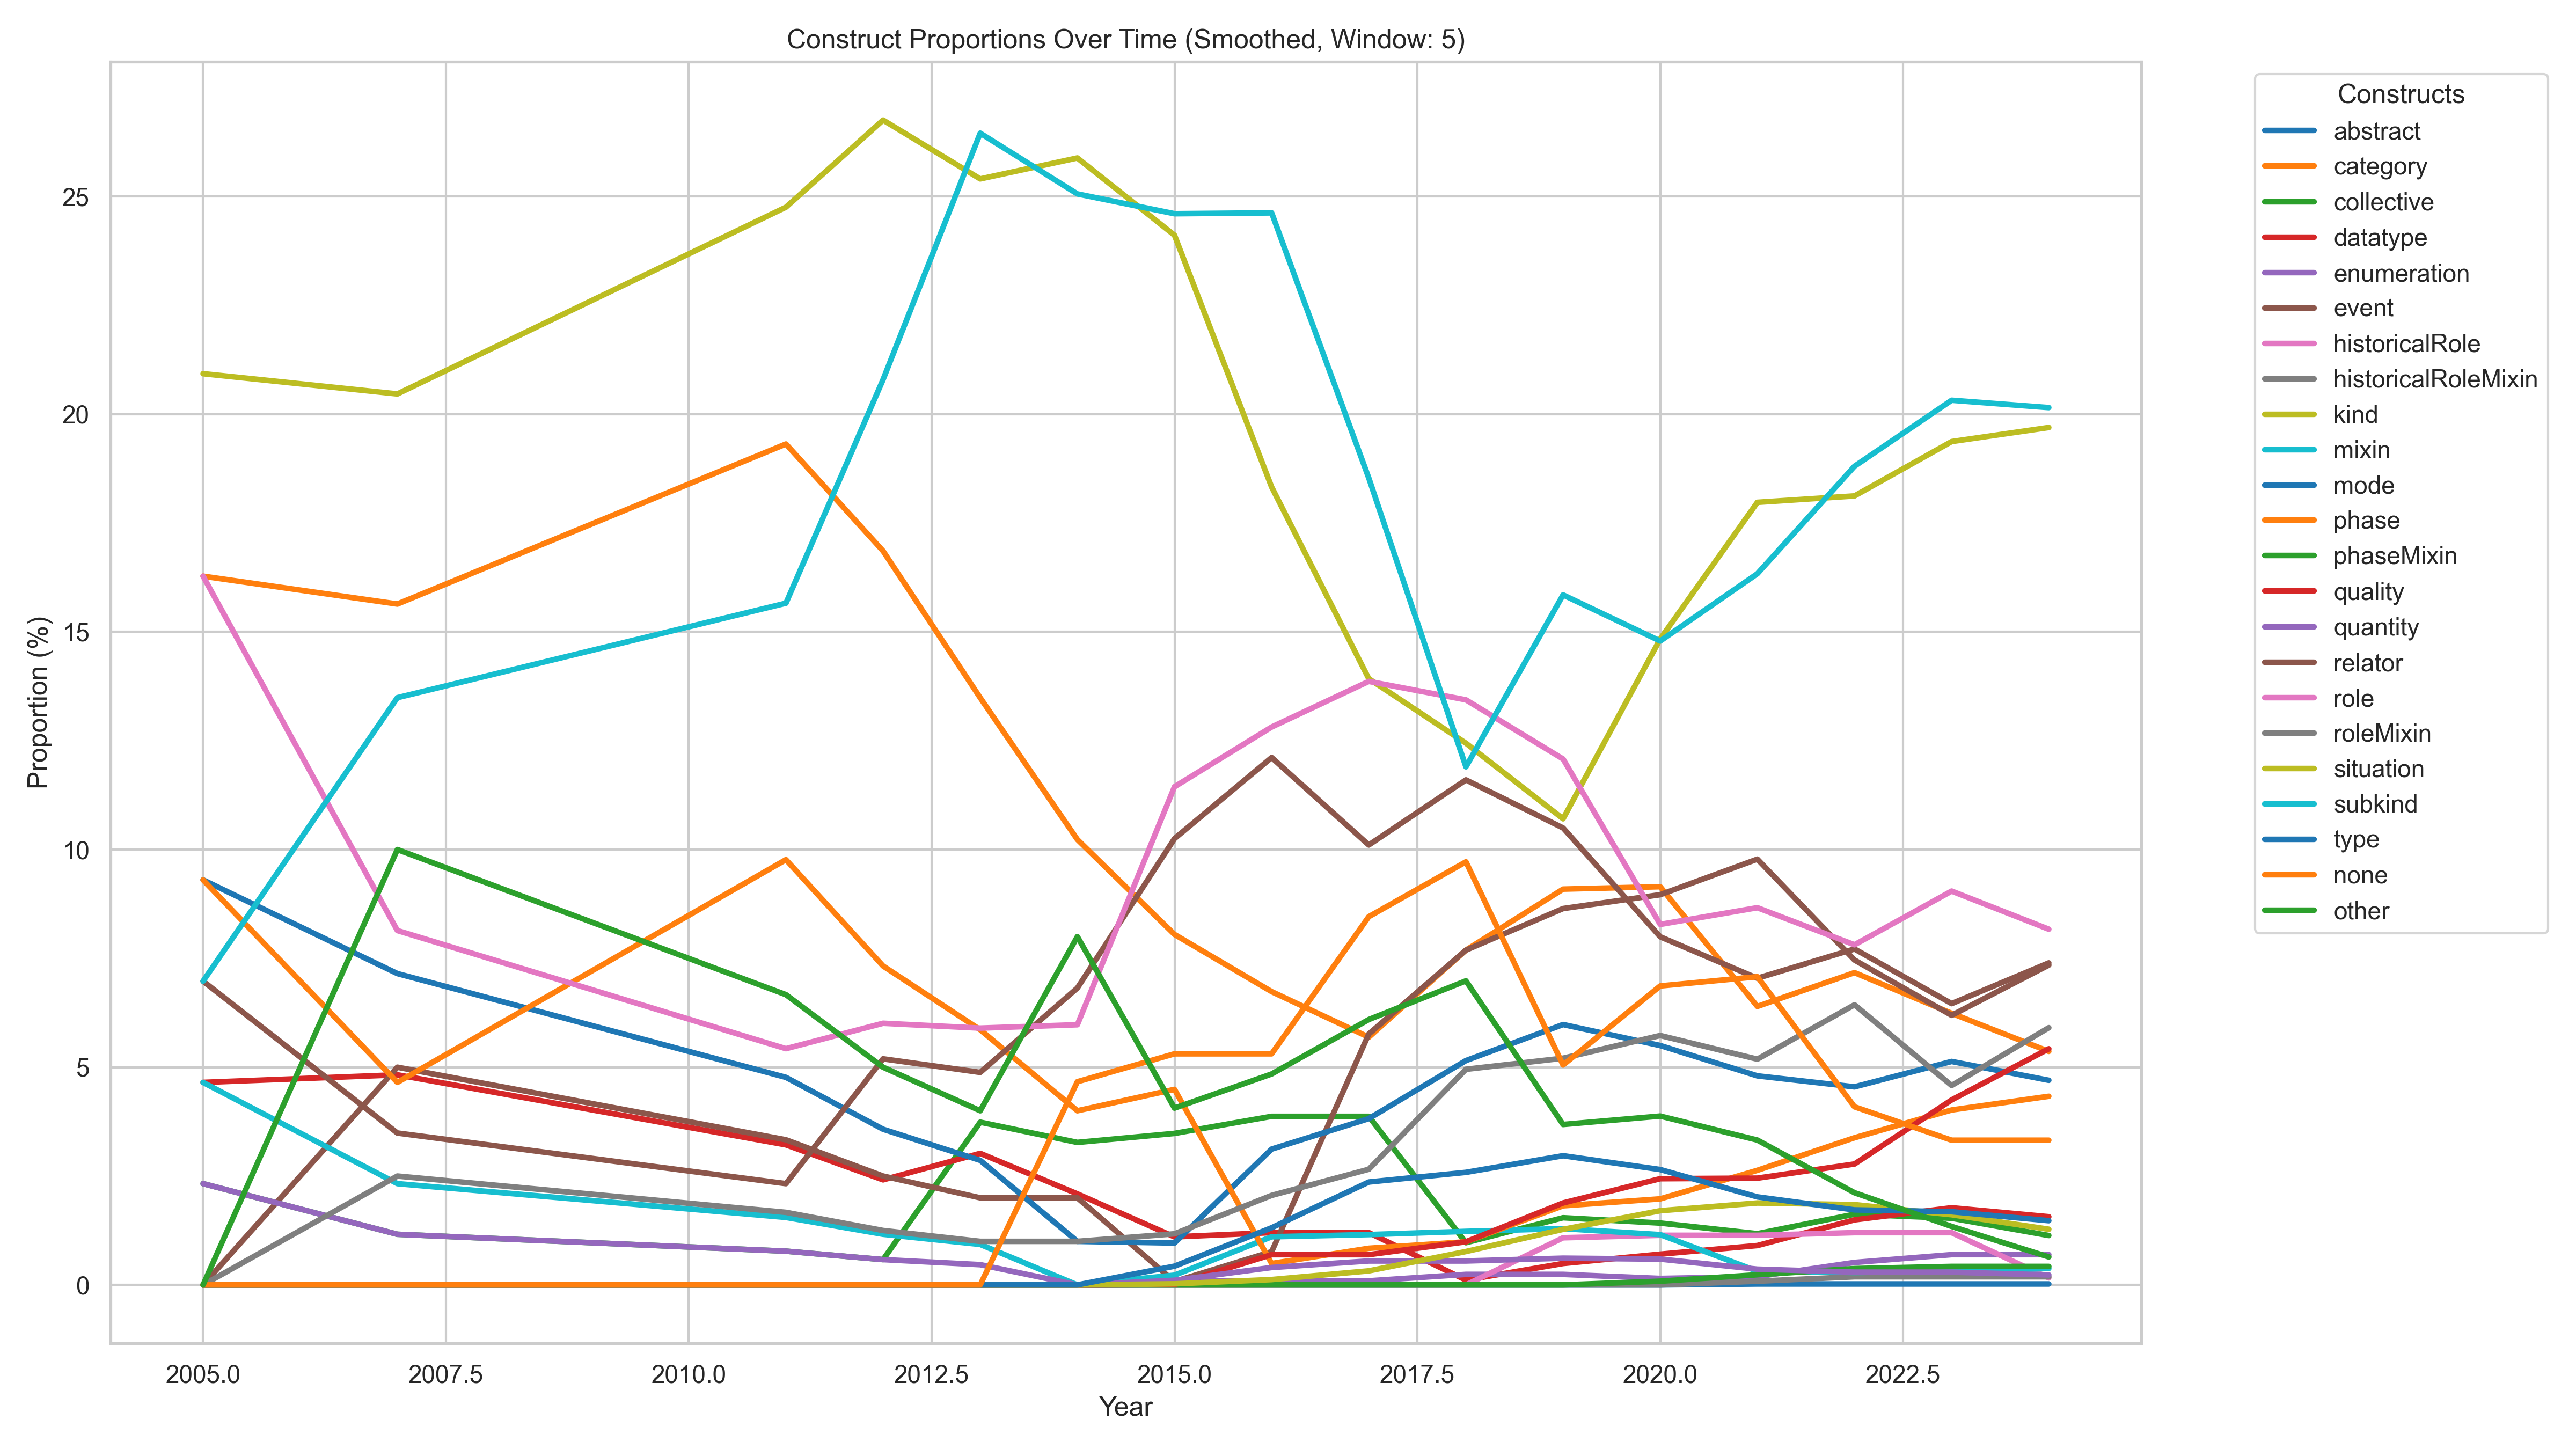 Construct Proportions Over Time (Smoothed, Window: 5)
Proportion (%)
25
20
15
10
5
0
2005.0
2007.5
2010.0
2012.5
2015.0
2017.5
2020.0
2022.5
Year
Constructs
abstract
category
collective
datatype
enumeration
event
historicalRole
historicalRoleMixin
kind
mixin
mode
phase
phaseMixin
quality
quantity
relator
role
roleMixin
situation
subkind
type
none
other